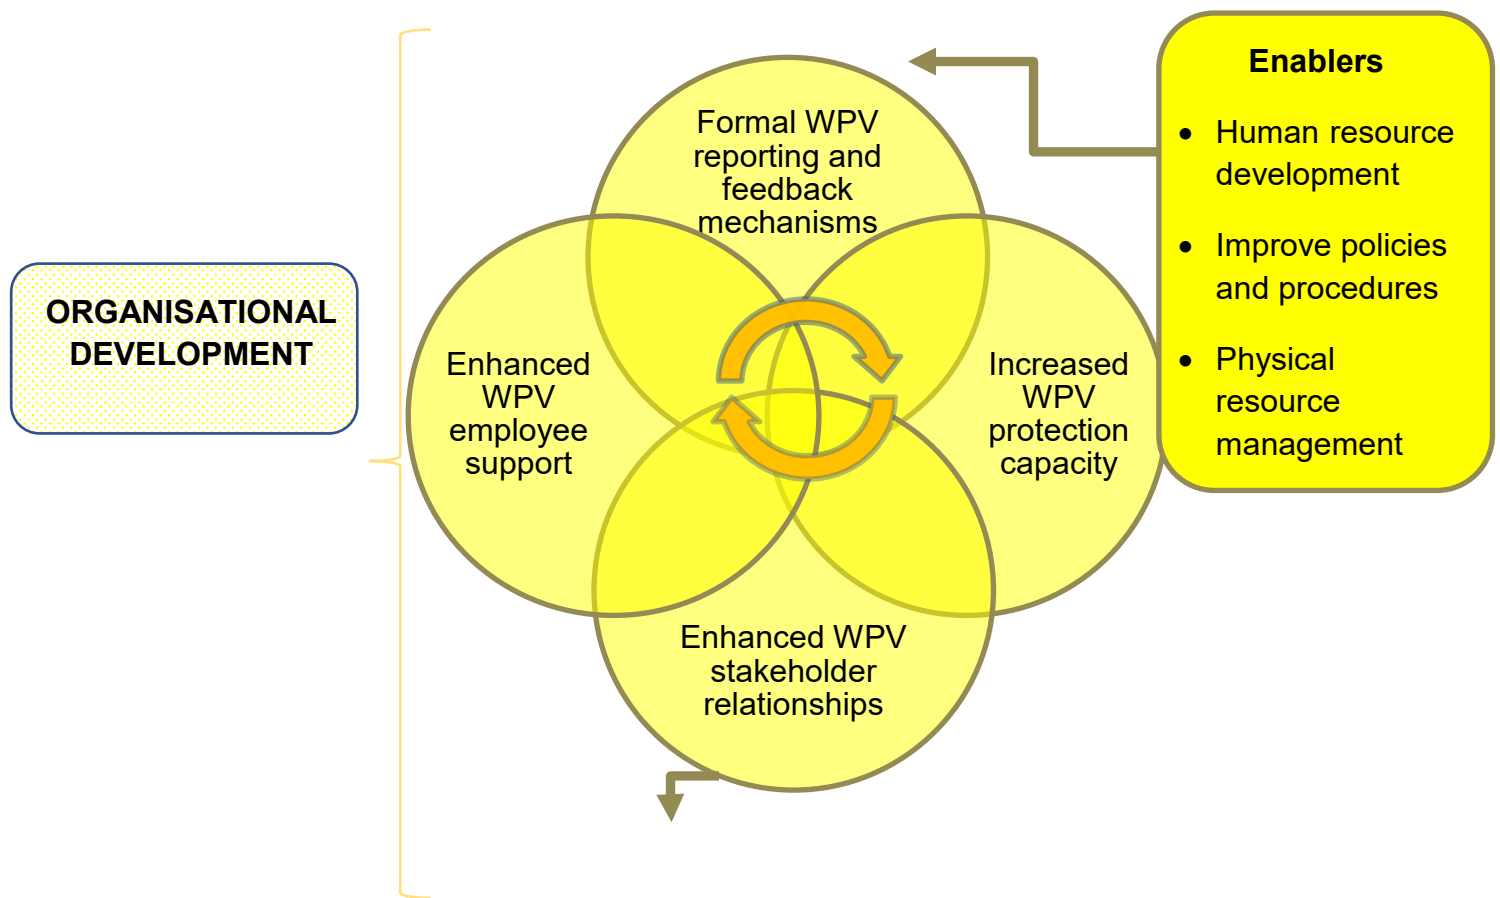 ORGANISATIONAL
DEVELOPMENT
Formal WPV
reporting and
feedback
mechanisms
Enhanced
WPV
employee
support
Increased
WPV
protection
capacity
Enhanced WPV
stakeholder
relationships
Enablers
• Human resource
development
• Improve policies
and procedures
• Physical
resource
management